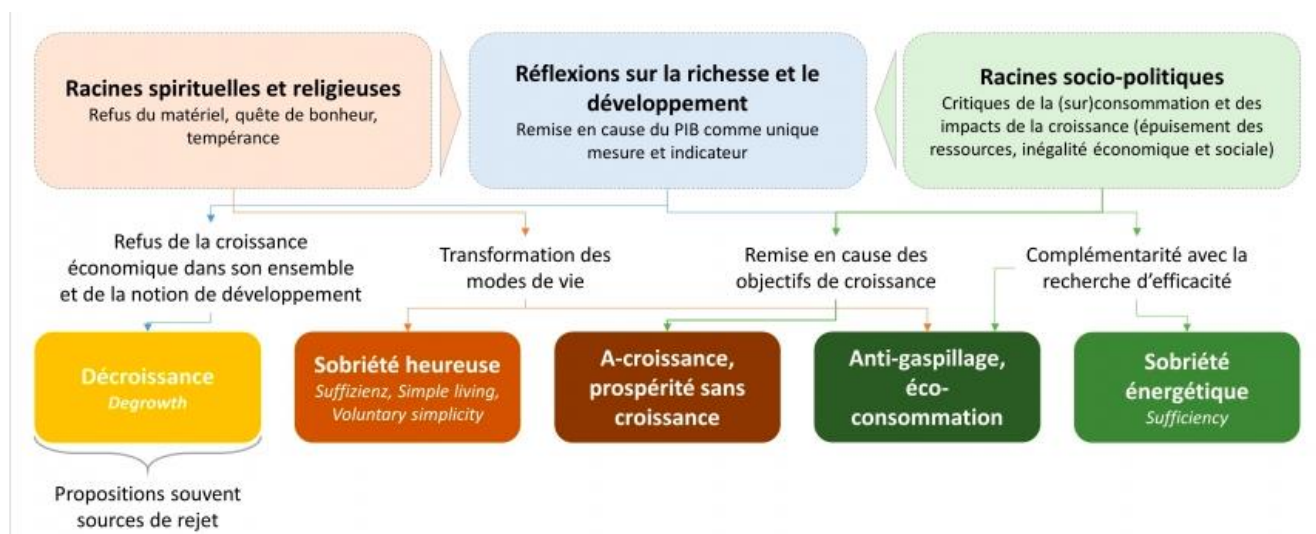 Racines spirituelles et religieuses
Refus du matériel, quête de bonheur,
tempérance
Réflexions sur la richesse et le
développement
Remise en cause du PIB comme unique
mesure et indicateur
Racines socio-politiques
Critiques de la (sur)consommation et des
impacts de la croissance (épuisement des
ressources, inégalité économique et sociale)
Refus de la croissance
économique dans son ensemble
et de la notion de développement
Transformation des
modes de vie
Remise en cause des
objectifs de croissance
Complémentarité avec la
recherche d'efficacité
Décroissance
Degrowth
Sobriété heureuse
Suffizienz, Simple living,
Voluntary simplicity
A-croissance,
prospérité sans
croissance
Anti-gaspillage,
éco-
consommation
Sobriété
énergétique
Sufficiency
Propositions souvent
sources de rejet